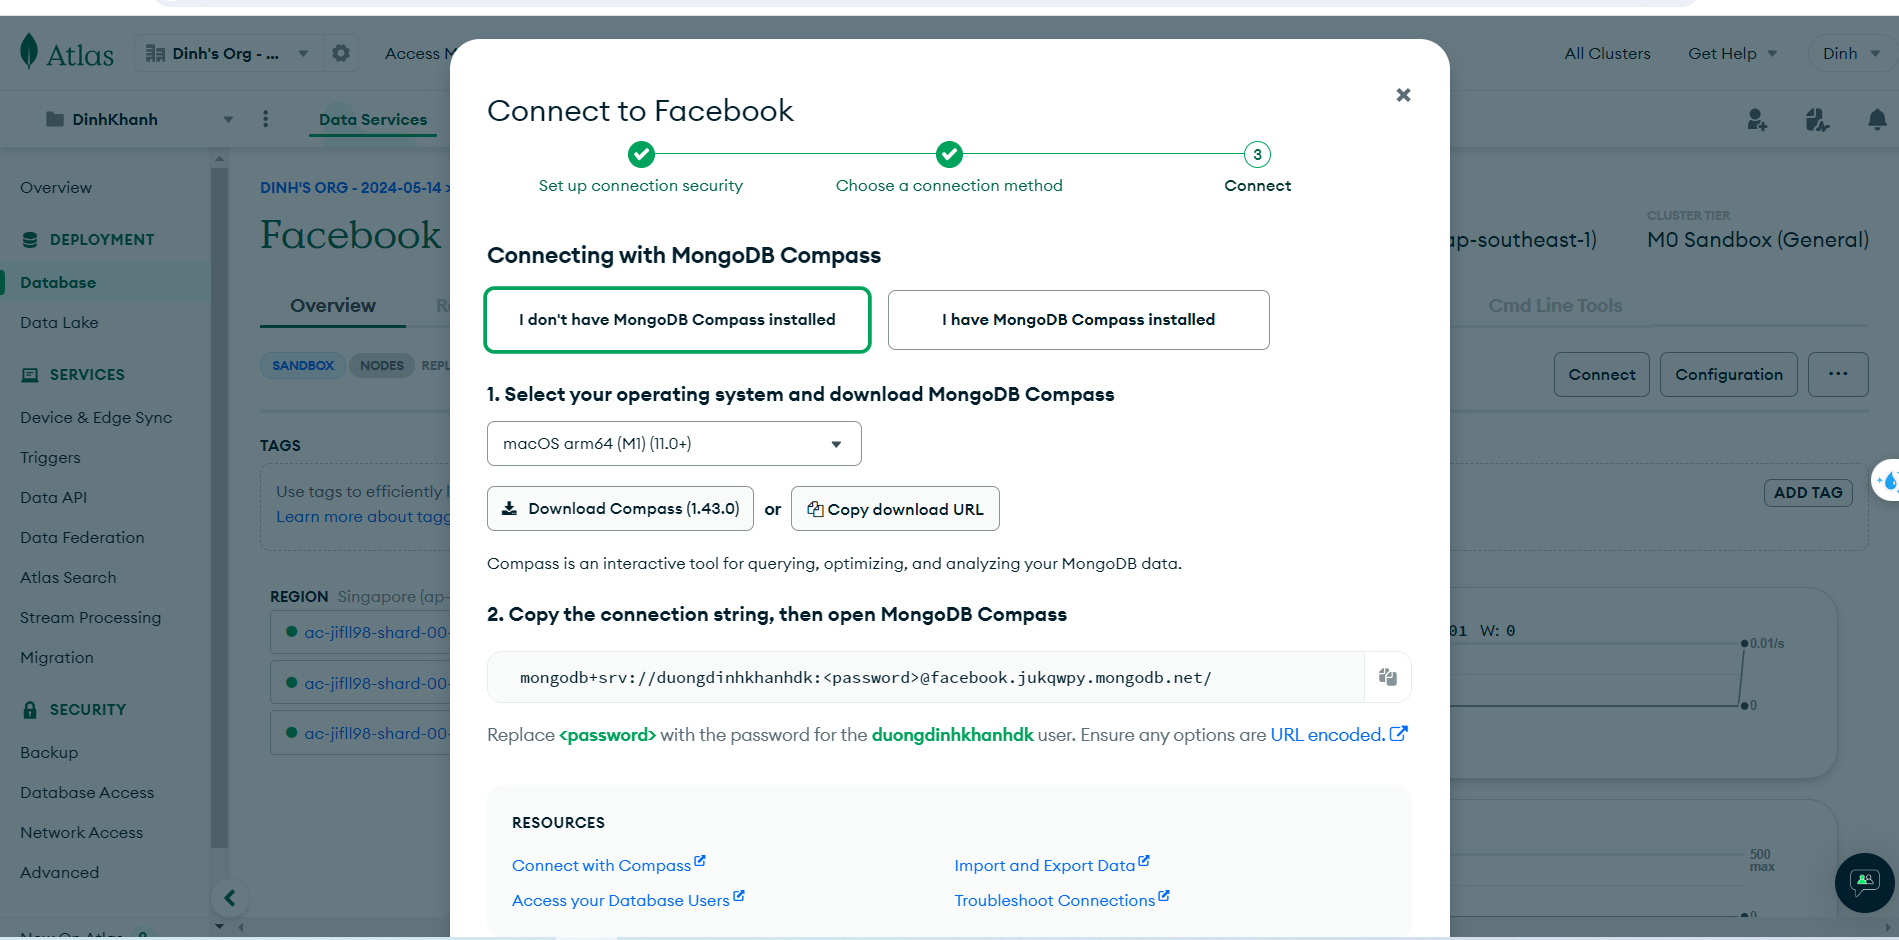 Atlas
Dinh's Org - ...
Access M
All Clusters
Get Help
Dinh
DinhKhanh
Data Services
Overview
DEPLOYMENT
Database
Data Lake
SERVICES
Device & Edge Sync
Triggers
Data API
Data Federation
Atlas Search
Stream Processing
Migration
SECURITY
Backup
Database Access
Network Access
Advanced
New On Atlas
DINH'S ORG - 2024-05-14 >
Facebook
Overview
R
SANDBOX
NODES
REPL
TAGS
Use tags to efficiently l
Learn more about tagg
REGION Singapore (ap-
ac-jifll98-shard-00-
ac-jifll98-shard-00-
ac-jifll98-shard-00-
Connect to Facebook
3
Set up connection security
Choose a connection method
Connect
Connecting with MongoDB Compass
I don't have MongoDB Compass installed
I have MongoDB Compass installed
1. Select your operating system and download MongoDB Compass
macOS arm64 (M1) (11.0+)
Download Compass (1.43.0)
or
Copy download URL
Compass is an interactive tool for querying, optimizing, and analyzing your MongoDB data.
2. Copy the connection string, then open MongoDB Compass
mongodb+srv://duongdinhkhanhdk:<password>@facebook.jukqwpy.mongodb.net/
Replace <password> with the password for the duongdinhkhanhdk user. Ensure any options are URL encoded.
RESOURCES
Connect with Compass
Import and Export Data
Access your Database Users
Troubleshoot Connections
CLUSTER TIER
ap-southeast-1)
M0 Sandbox (General)
Cmd Line Tools
Connect
Configuration
...
ADD TAG
01 W: 0
0.01/s
0
500
max
0